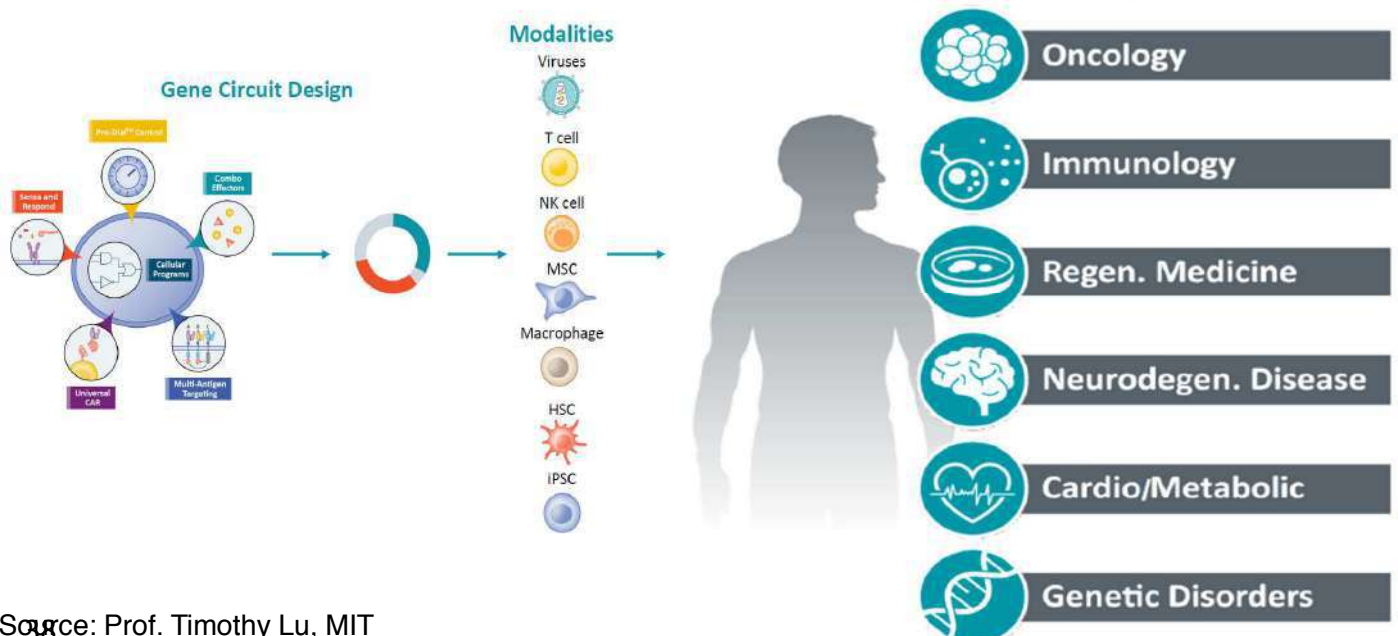 Gene Circuit Design
Pro-Dial™ Control
Combo
Effectors
Sense and
Respond
Cellular
Programs
Universal
CAR
Multi-Antigen
Targeting
Modalities
Viruses
T cell
NK cell
MSC
Macrophage
HSC
iPSC
Oncology
Immunology
Regen. Medicine
Neurodegen. Disease
Cardio/Metabolic
Genetic Disorders
Source: Prof. Timothy Lu, MIT